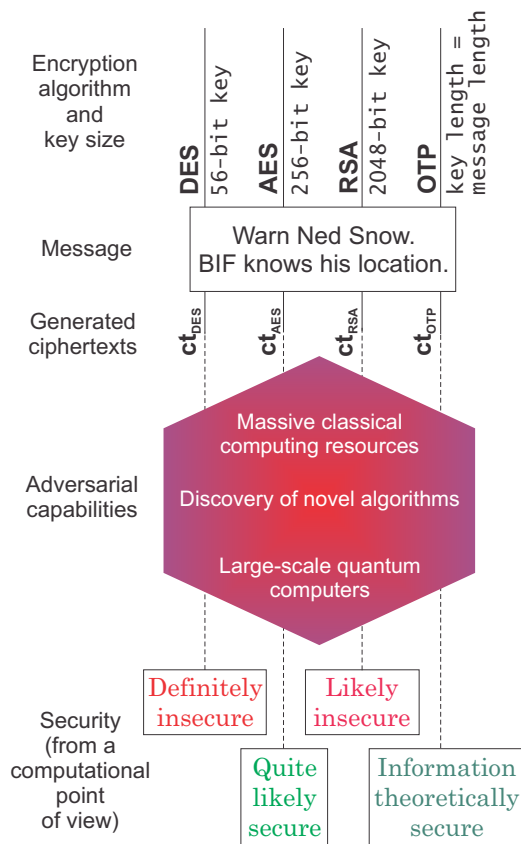 Encryption
algorithm
and
key size
DES
56-bit key
AES
256-bit key
RSA
2048-bit key
OTP
key length =
message length
Message
Warn Ned Snow.
BIF knows his location.
Generated
ciphertexts
ctDES
ctAES
ctRSA
ctOTP
Adversarial
capabilities
Massive classical
computing resources
Discovery of novel algorithms
Large-scale quantum
computers
Security
(from a
computational
point
of view)
Definitely
insecure
Likely
insecure
Quite
likely
secure
Information
theoretically
secure